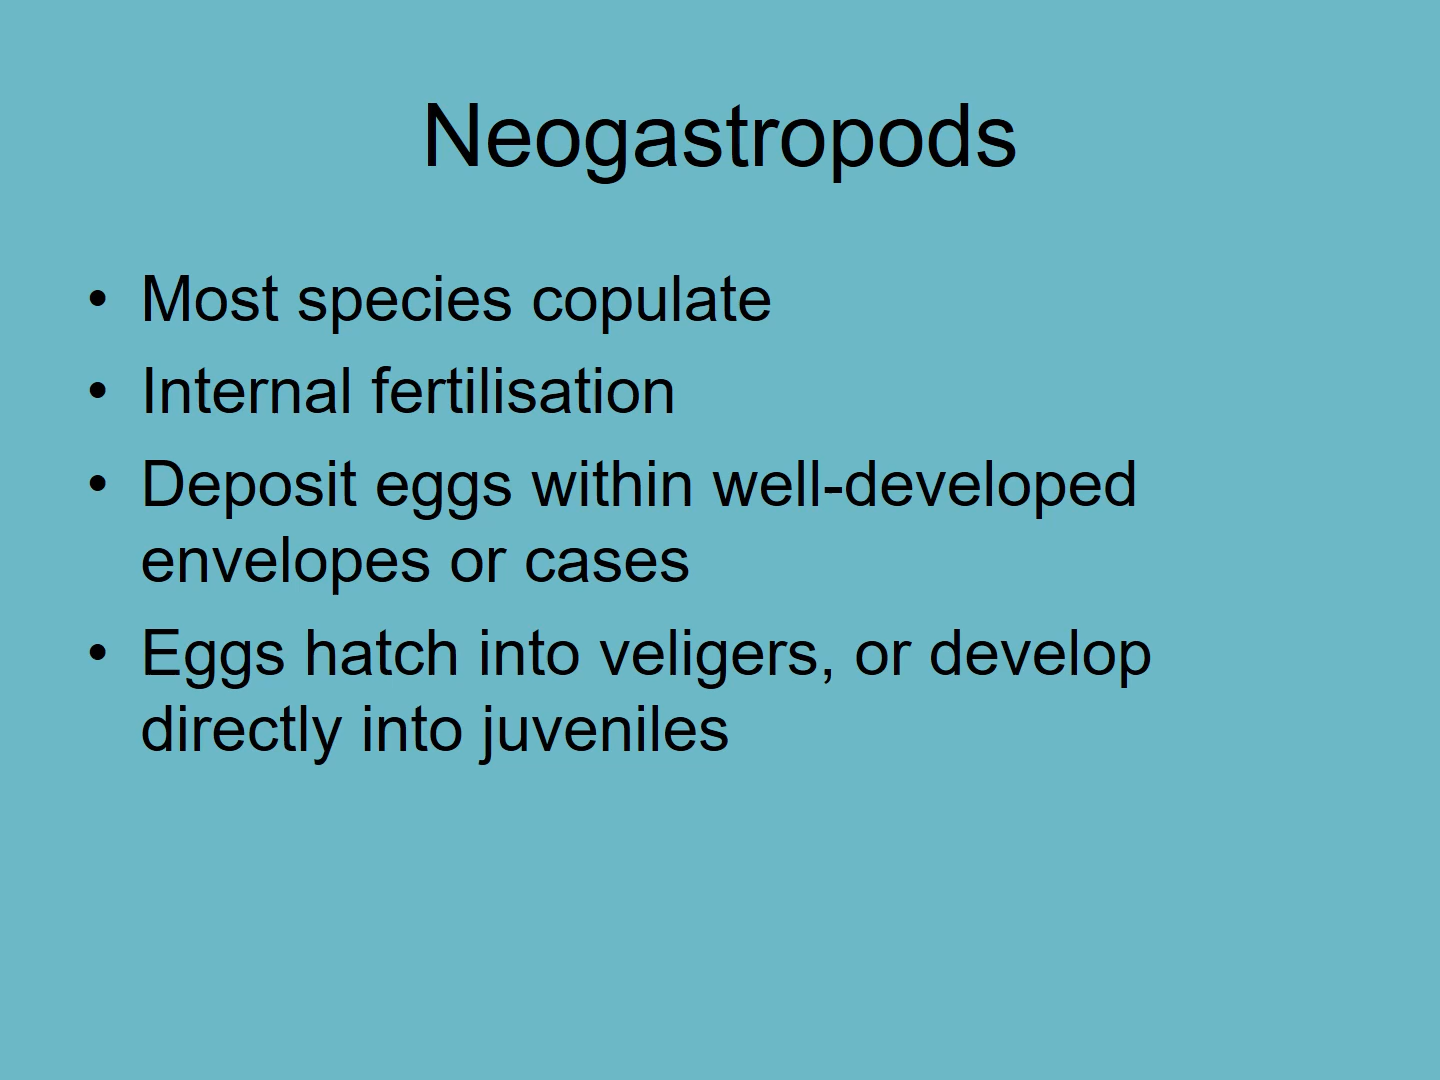 Neogastropods
• Most species copulate
• Internal fertilisation
• Deposit eggs within well-developed
envelopes or cases
• Eggs hatch into veligers, or develop
directly into juveniles